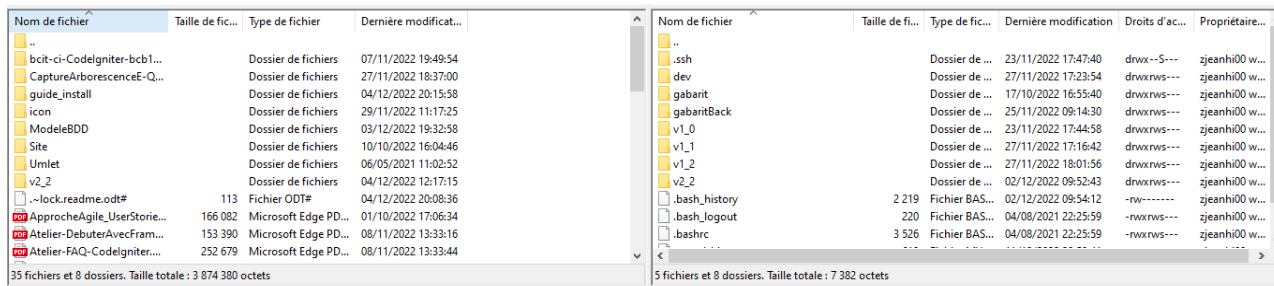 Nom de fichier Taille de fic... Type de fichier Dernière modificat...
..
bcit-ci-CodeIgniter-bcb1... Dossier de fichiers 07/11/2022 19:49:54
CaptureArborescenceE-Q... Dossier de fichiers 27/11/2022 18:37:00
guide_install Dossier de fichiers 04/12/2022 20:15:58
icon Dossier de fichiers 29/11/2022 11:17:25
ModeleBDD Dossier de fichiers 03/12/2022 19:32:58
Site Dossier de fichiers 10/10/2022 16:04:46
Umlet Dossier de fichiers 06/05/2021 11:02:52
v2_2 Dossier de fichiers 04/12/2022 12:17:15
.~lock.readme.odt# 113 Fichier ODT# 04/12/2022 20:08:36
ApprocheAgile_UserStorie... 166 082 Microsoft Edge PD... 01/10/2022 17:06:34
Atelier-DebuterAvecFram... 153 390 Microsoft Edge PD... 08/11/2022 13:33:16
Atelier-FAQ-CodeIgniter.... 252 679 Microsoft Edge PD... 08/11/2022 13:33:44
35 fichiers et 8 dossiers. Taille totale : 3 874 380 octets
Nom de fichier Taille de fi... Type de fic... Dernière modification Droits d'ac... Propriétaire...
..
.ssh Dossier de ... 23/11/2022 17:47:40 drwx--S--- zjeanhi00 w...
dev Dossier de ... 27/11/2022 17:23:54 drwxrws--- zjeanhi00 w...
gabarit Dossier de ... 17/10/2022 16:55:40 drwxrws--- zjeanhi00 w...
gabaritBack Dossier de ... 25/11/2022 09:14:30 drwxrws--- zjeanhi00 w...
v1_0 Dossier de ... 23/11/2022 17:44:58 drwxrws--- zjeanhi00 w...
v1_1 Dossier de ... 27/11/2022 17:16:42 drwxrws--- zjeanhi00 w...
v1_2 Dossier de ... 27/11/2022 18:01:56 drwxrws--- zjeanhi00 w...
v2_2 Dossier de ... 02/12/2022 09:52:43 drwxrws--- zjeanhi00 w...
.bash_history 2 219 Fichier BAS... 02/12/2022 09:54:12 -rw------- zjeanhi00 w...
.bash_logout 220 Fichier BAS... 04/08/2021 22:25:59 -rwxrws--- zjeanhi00 w...
.bashrc 3 526 Fichier BAS... 04/08/2021 22:25:59 -rwxrws--- zjeanhi00 w...
5 fichiers et 8 dossiers. Taille totale : 7 382 octets